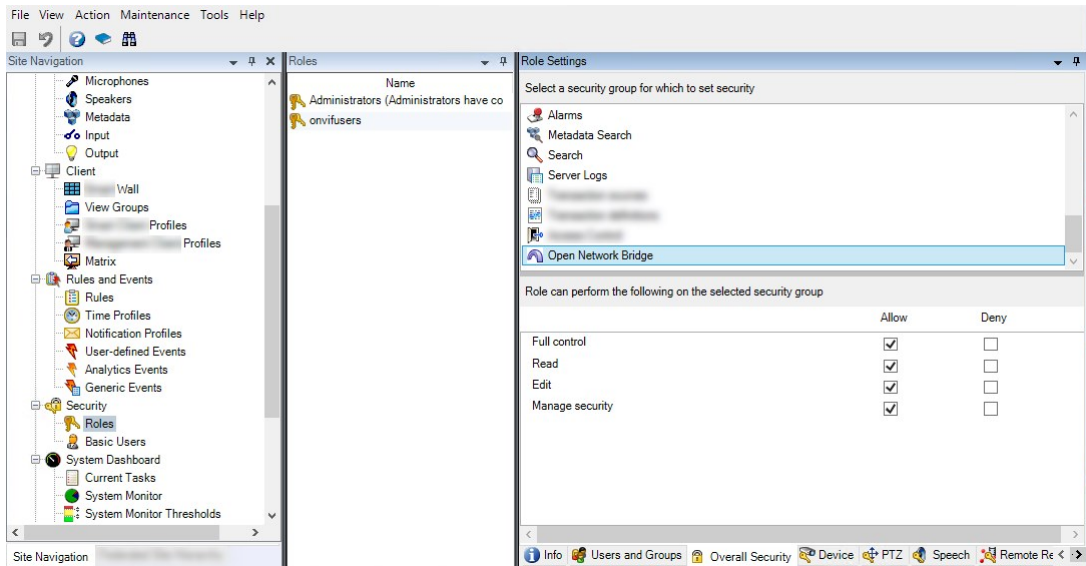 File View Action Maintenance Tools Help
Site Navigation
Microphones
Speakers
Metadata
Input
Output
Client
Wall
View Groups
Profiles
Profiles
Matrix
Rules and Events
Rules
Time Profiles
Notification Profiles
User-defined Events
Analytics Events
Generic Events
Security
Roles
Basic Users
System Dashboard
Current Tasks
System Monitor
System Monitor Thresholds
Site Navigation
Roles
Name
Administrators (Administrators have co
onvifusers
Role Settings
Select a security group for which to set security
Alarms
Metadata Search
Search
Server Logs
Open Network Bridge
Role can perform the following on the selected security group
Allow Deny
Full control
Read
Edit
Manage security
Info Users and Groups Overall Security Device PTZ Speech Remote Re